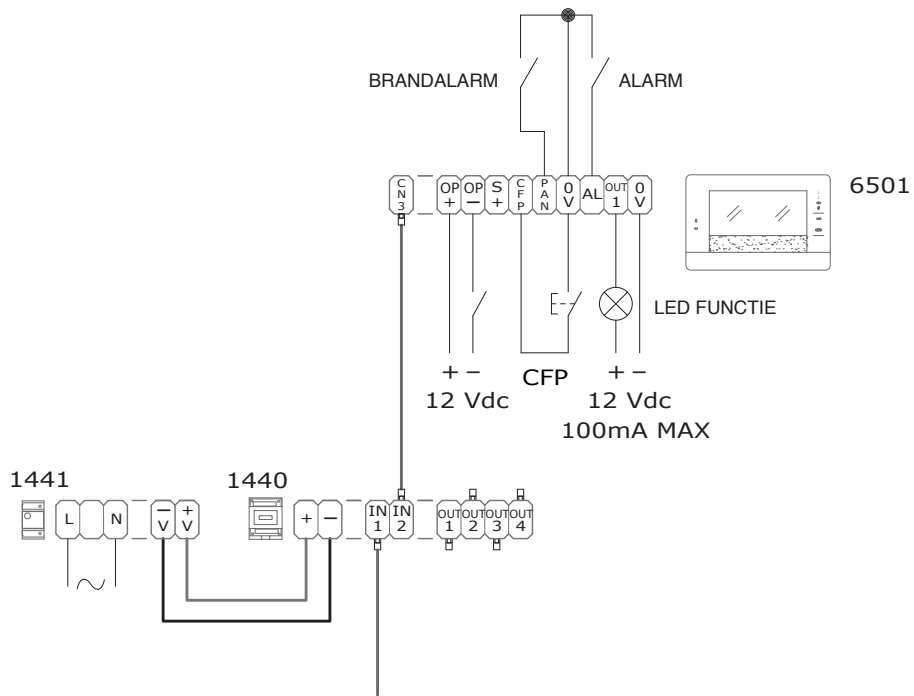 BRANDALARM
ALARM
CN3
OP+
OP−
S+
CFP
PAN
0V
AL
OUT1
0V
6501
LED FUNCTIE
+ −
12 Vdc
CFP
+ −
12 Vdc
100mA MAX
1441
L
N
−V
+V
1440
+
−
IN1
IN2
OUT1
OUT2
OUT3
OUT4